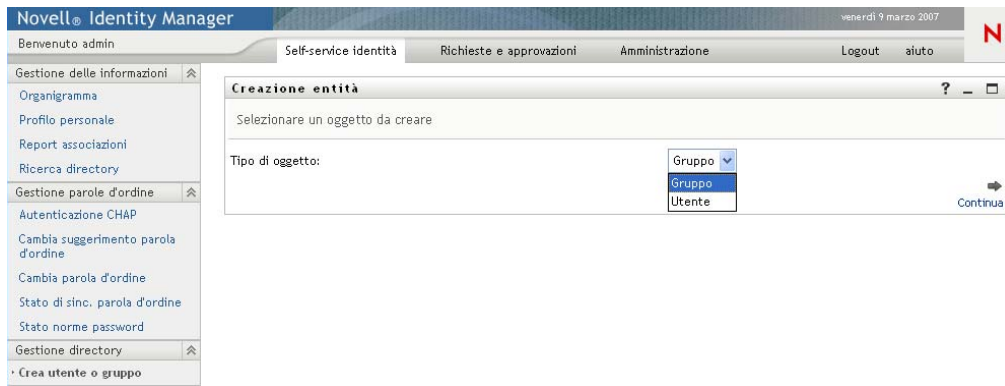 Novell® Identity Manager
venerdì 9 marzo 2007
N
Benvenuto admin
Self-service identità
Richieste e approvazioni
Amministrazione
Logout
aiuto
Gestione delle informazioni
Organigramma
Profilo personale
Report associazioni
Ricerca directory
Gestione parole d'ordine
Autenticazione CHAP
Cambia suggerimento parola
d'ordine
Cambia parola d'ordine
Stato di sinc. parola d'ordine
Stato norme password
Gestione directory
· Crea utente o gruppo
Creazione entità
?
Selezionare un oggetto da creare
Tipo di oggetto:
Gruppo
Gruppo
Utente
Continua